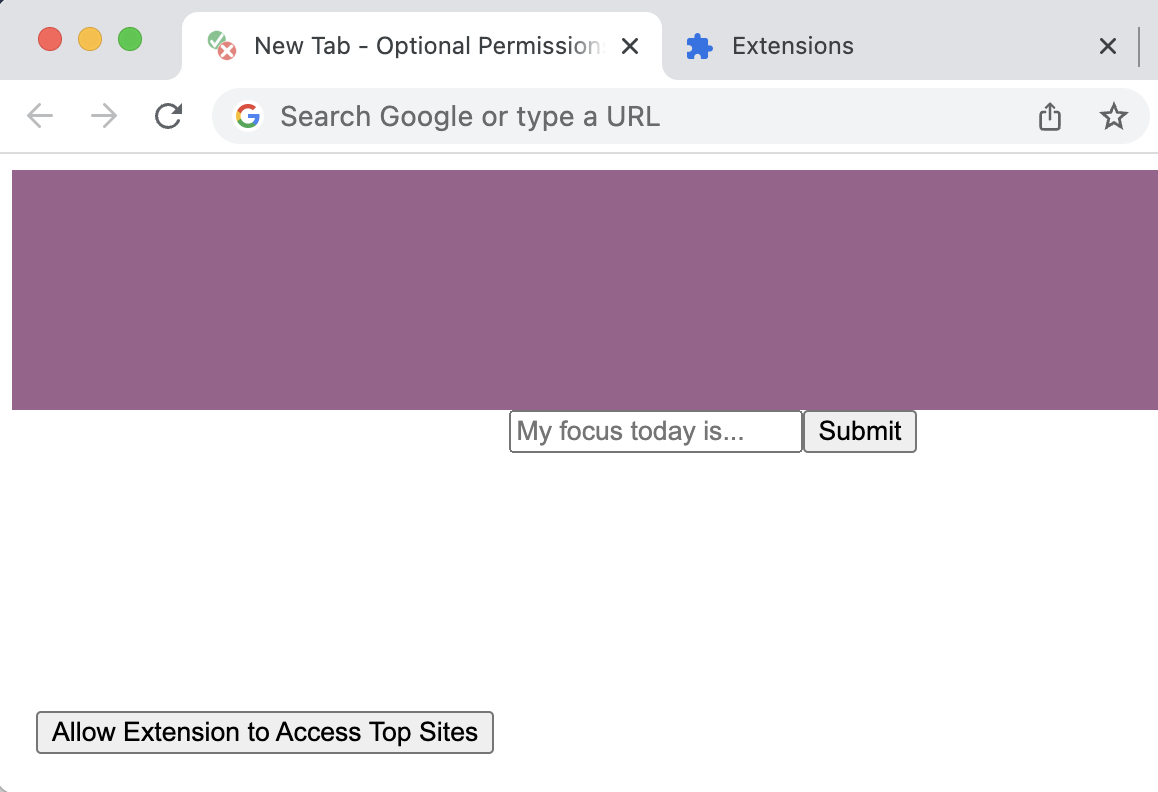 New Tab - Optional Permissions
Extensions
Search Google or type a URL
My focus today is...
Submit
Allow Extension to Access Top Sites